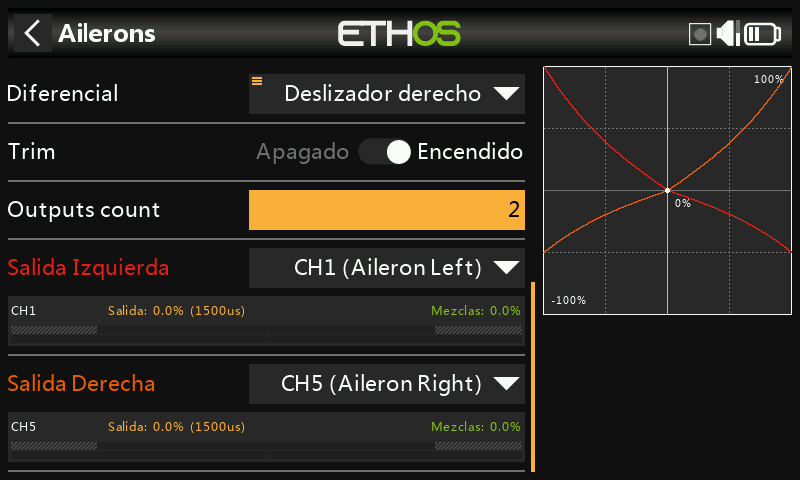 Ailerons
ETHOS
Diferencial
Deslizador derecho
100%
Trim
Apagado
Encendido
Outputs count
2
0%
Salida Izquierda
CH1 (Aileron Left)
CH1
Salida: 0.0% (1500us)
Mezclas: 0.0%
-100%
Salida Derecha
CH5 (Aileron Right)
CH5
Salida: 0.0% (1500us)
Mezclas: 0.0%